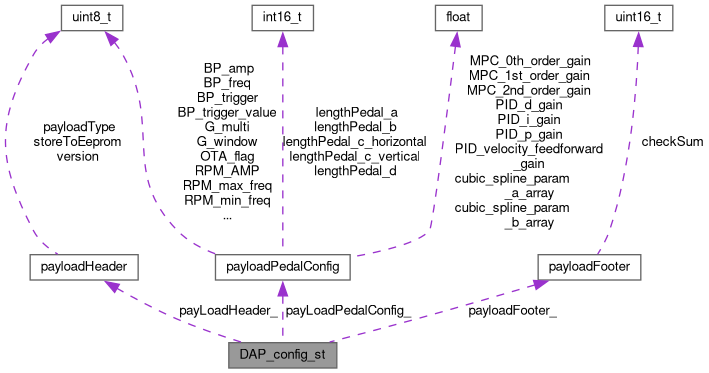 uint8_t
int16_t
float
uint16_t
payloadType
storeToEeprom
version
BP_amp
BP_freq
BP_trigger
BP_trigger_value
G_multi
G_window
OTA_flag
RPM_AMP
RPM_max_freq
RPM_min_freq
...
lengthPedal_a
lengthPedal_b
lengthPedal_c_horizontal
lengthPedal_c_vertical
lengthPedal_d
MPC_0th_order_gain
MPC_1st_order_gain
MPC_2nd_order_gain
PID_d_gain
PID_i_gain
PID_p_gain
PID_velocity_feedforward
_gain
cubic_spline_param
_a_array
cubic_spline_param
_b_array
checkSum
payloadHeader
payloadPedalConfig
payloadFooter
payLoadHeader_
payLoadPedalConfig_
payloadFooter_
DAP_config_st